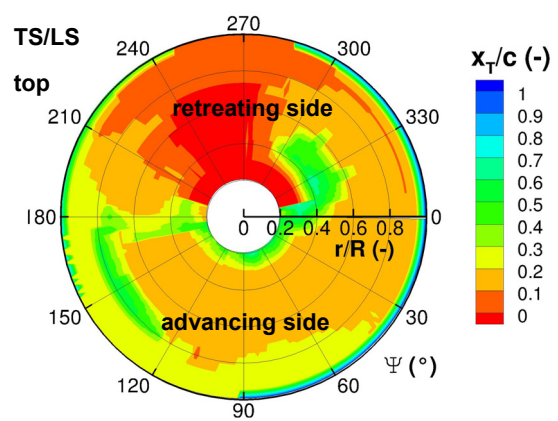 TS/LS
top
270
240
300
210
330
180
0
150
30
120
60
90
retreating side
advancing side
0 0.2 0.4 0.6 0.8
r/R (-)
Ψ (°)
x_T/c (-)
1
0.9
0.8
0.7
0.6
0.5
0.4
0.3
0.2
0.1
0